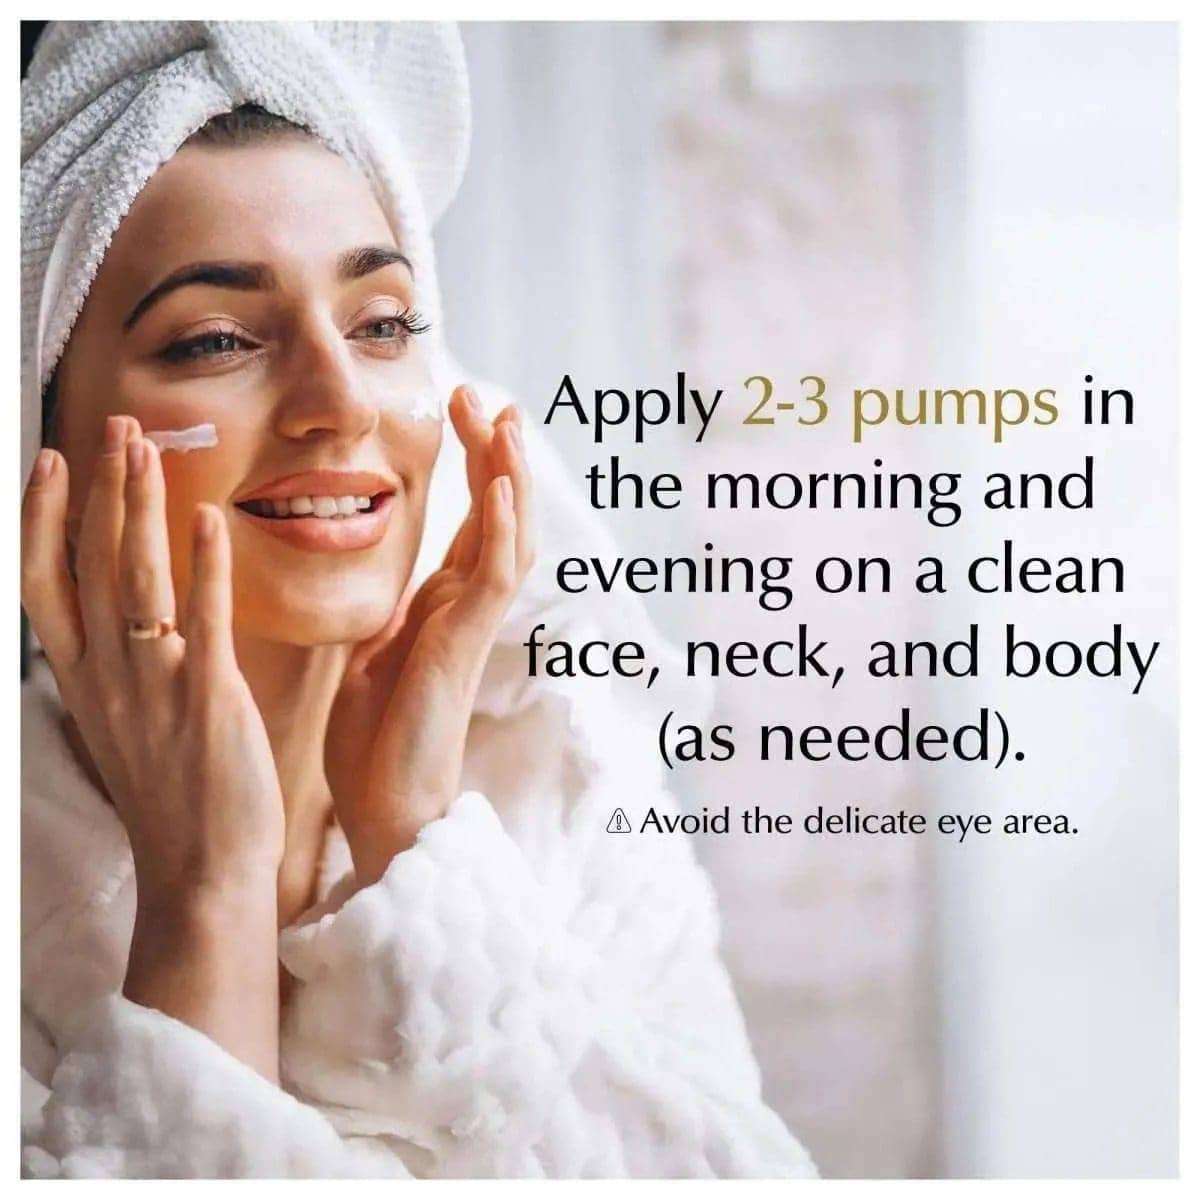 Apply 2-3 pumps in
the morning and
evening on a clean
face, neck, and body
(as needed).
⚠ Avoid the delicate eye area.